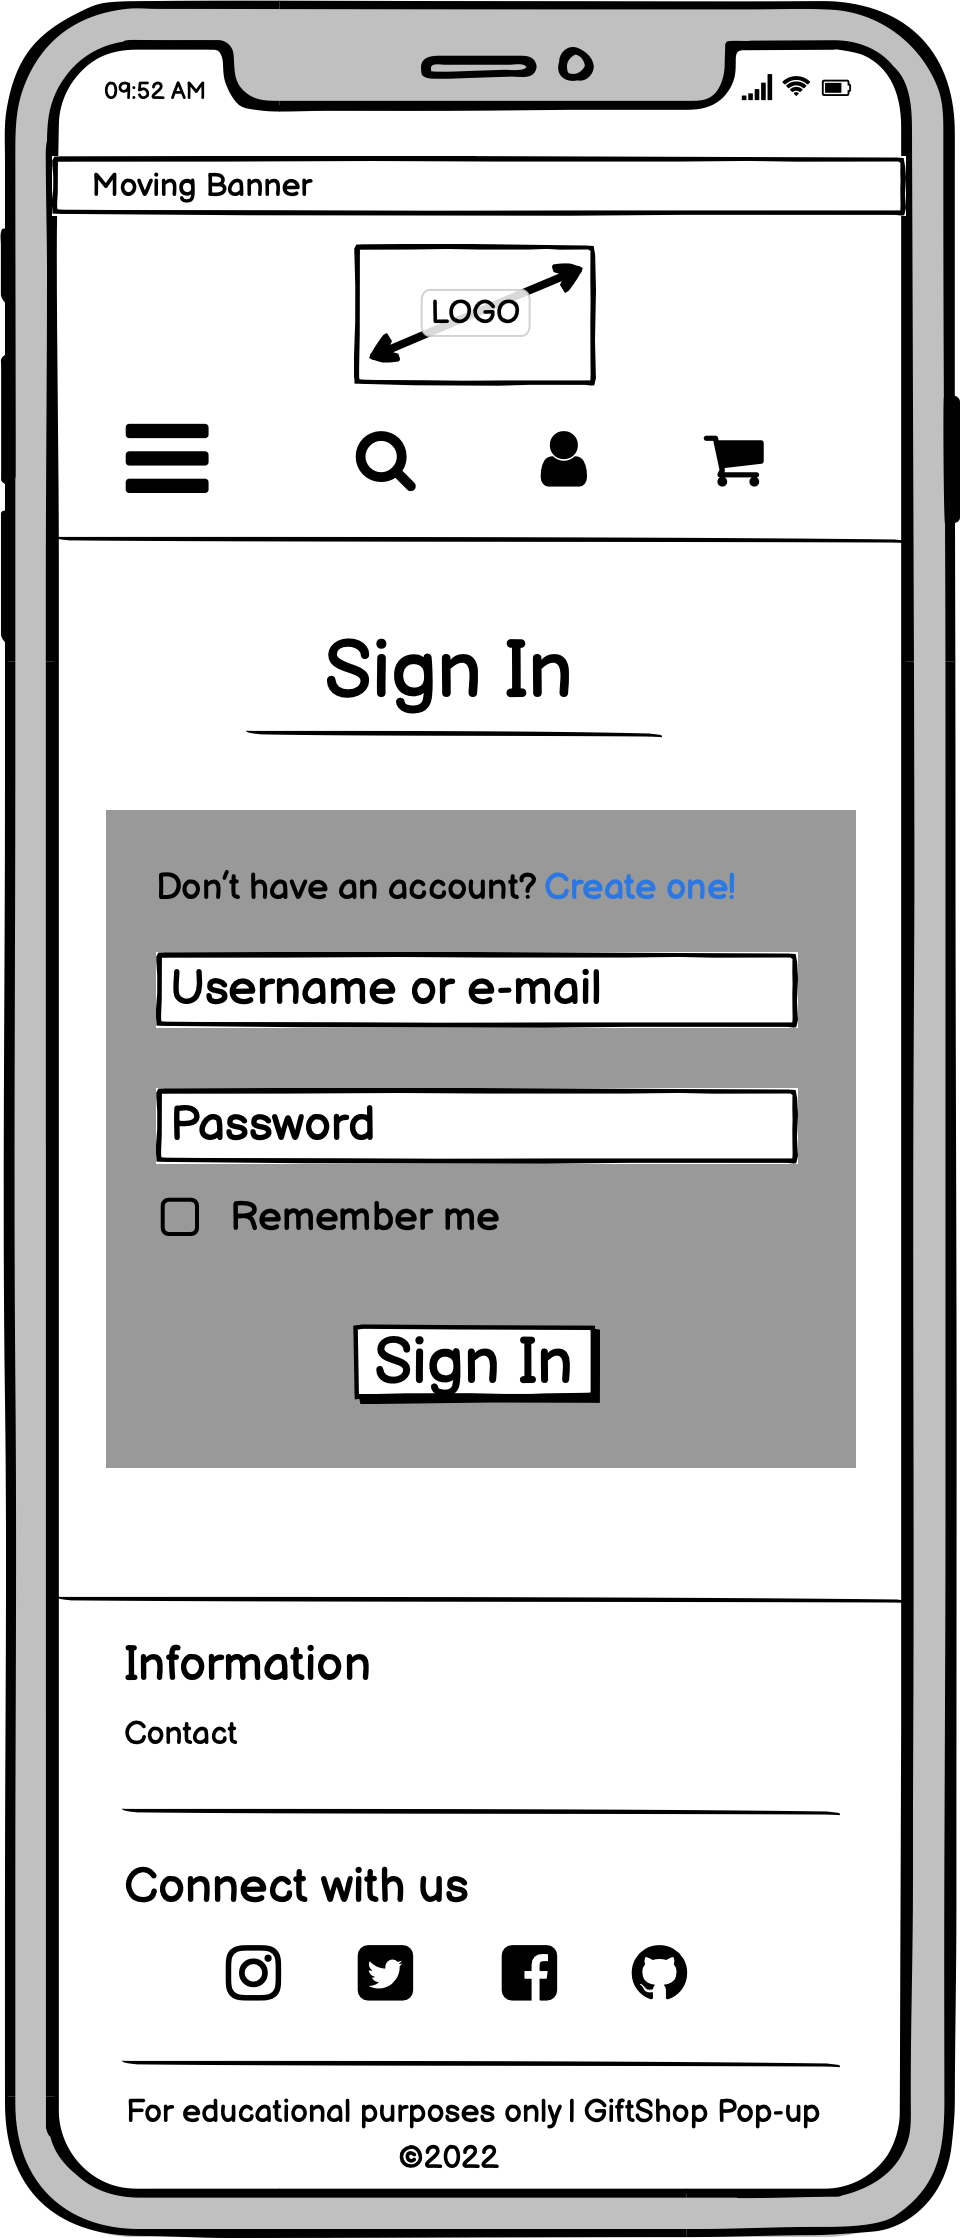 09:52 AM
Moving Banner
LOGO
Sign In
Don't have an account? Create one!
Username or e-mail
Password
Remember me
Sign In
Information
Contact
Connect with us
For educational purposes only | GiftShop Pop-up
©2022